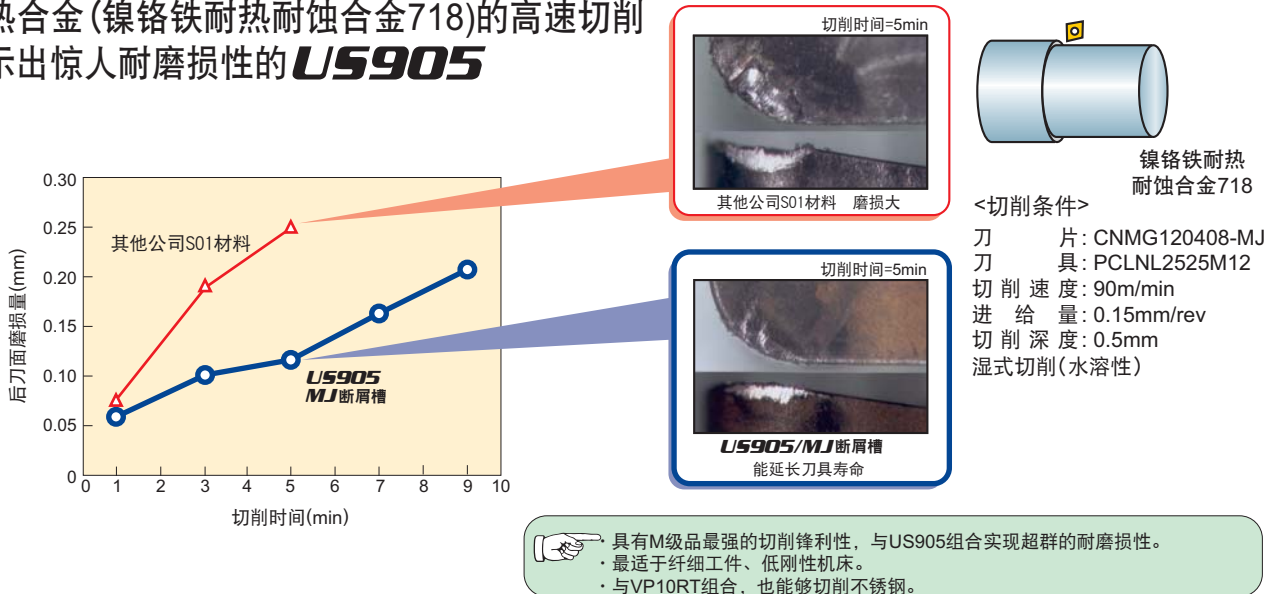 热合金(镍铬铁耐热耐蚀合金718)的高速切削
示出惊人耐磨损性的US905
后刀面磨损量(mm)
0.30
0.25
0.20
0.15
0.10
0.05
0
0 1 2 3 4 5 6 7 8 9 10
切削时间(min)
其他公司S01材料
US905
MJ断屑槽
切削时间=5min
其他公司S01材料 磨损大
切削时间=5min
US905/MJ断屑槽
能延长刀具寿命
镍铬铁耐热
耐蚀合金718
<切削条件>
刀片:CNMG120408-MJ
刀具:PCLNL2525M12
切削速度:90m/min
进给量:0.15mm/rev
切削深度:0.5mm
湿式切削(水溶性)
·具有M级品最强的切削锋利性，与US905组合实现超群的耐磨损性。
·最适于纤细工件、低刚性机床。
·与VP10RT组合，也能够切削不锈钢。